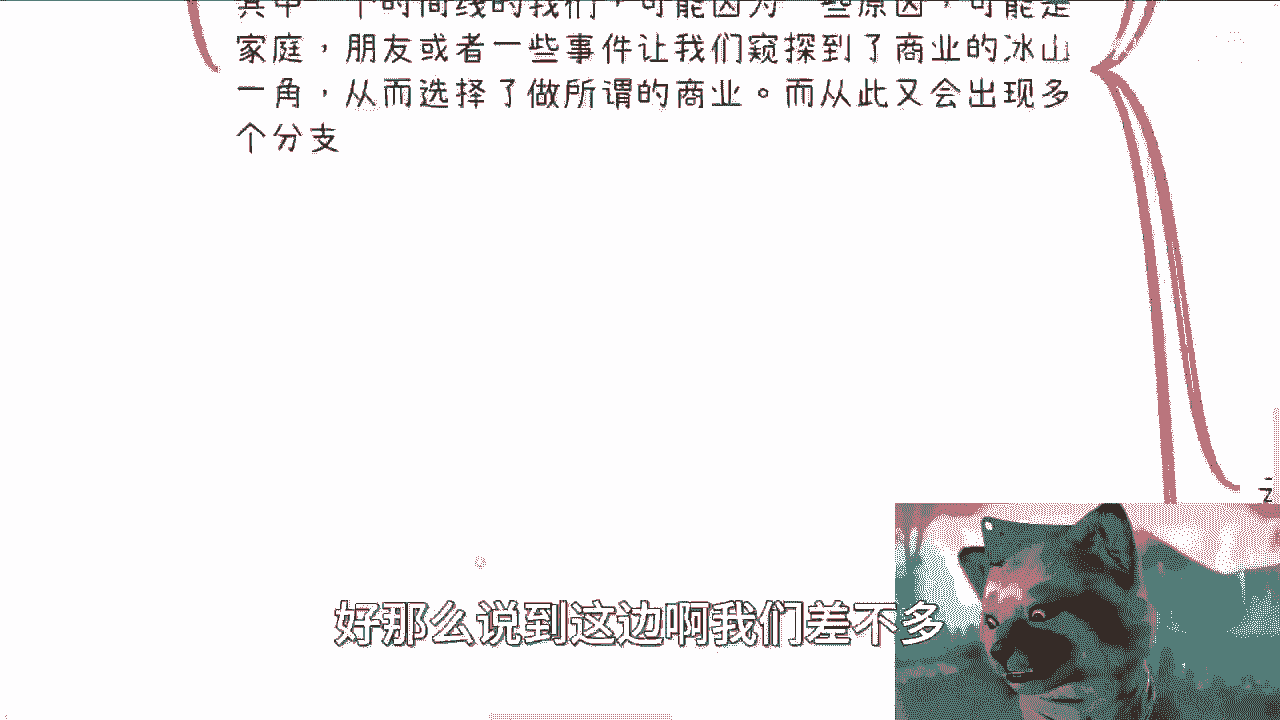 其中一个时间线的我们，可能因为一些原因，可能是
家庭，朋友或者一些事件让我们窥探到了商业的冰山
一角，从而选择了做所谓的商业。而从此又会出现多
个分支
好那么说到这边啊我们差不多